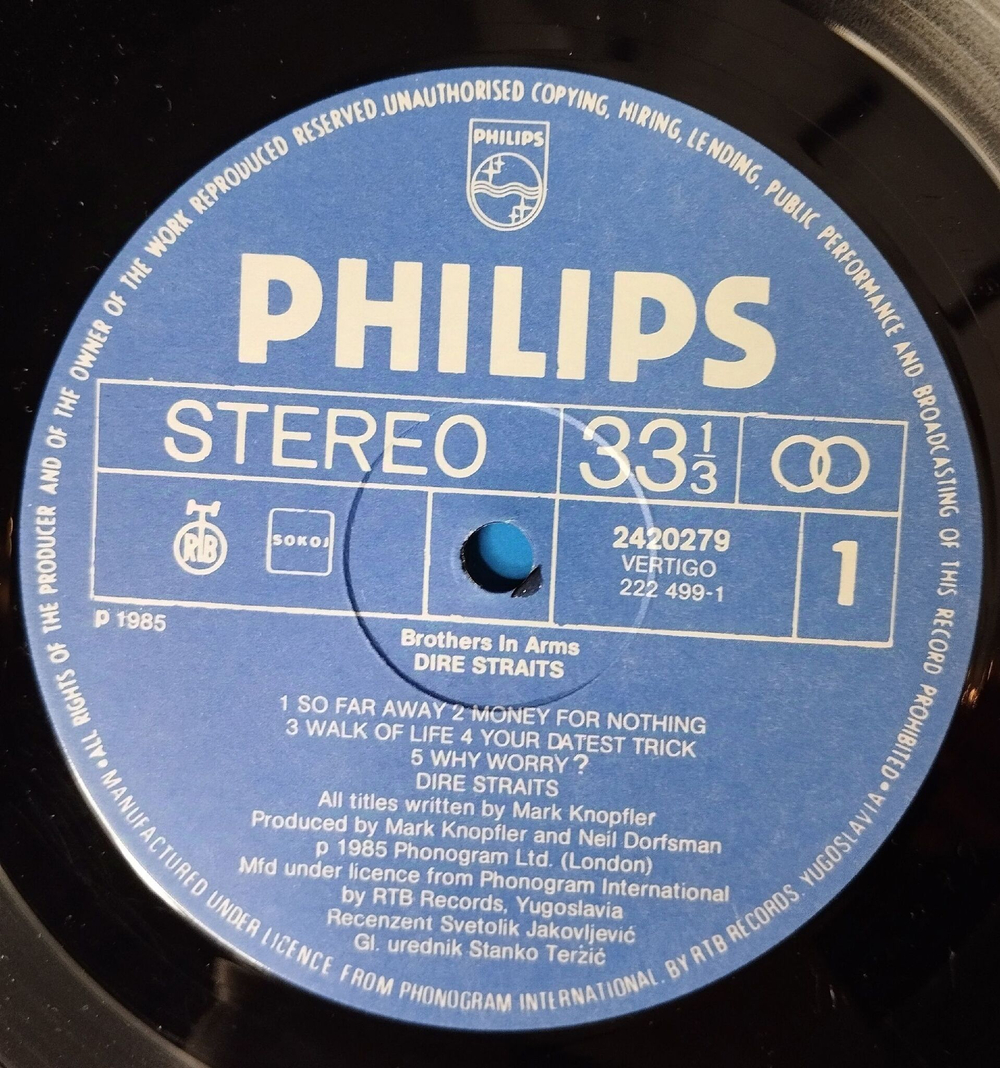 PHILIPS
PHILIPS
STEREO
33 1/3
RTB
SOKOJ
2420279
VERTIGO
222 499-1
1
p 1985
Brothers In Arms
DIRE STRAITS
1 SO FAR AWAY 2 MONEY FOR NOTHING
3 WALK OF LIFE 4 YOUR DATEST TRICK
5 WHY WORRY?
DIRE STRAITS
All titles written by Mark Knopfler
Produced by Mark Knopfler and Neil Dorfsman
p 1985 Phonogram Ltd. (London)
Mfd under licence from Phonogram International
by RTB Records, Yugoslavia
Recenzent Svetolik Jakovljević
Gl. urednik Stanko Teržić
• ALL RIGHTS OF THE PRODUCER AND OF THE OWNER OF THE WORK REPRODUCED RESERVED.UNAUTHORISED COPYING, HIRING, LENDING, PUBLIC PERFORMANCE AND BROADCASTING OF THIS RECORD PROHIBITED •
MANUFACTURED UNDER LICENCE FROM PHONOGRAM INTERNATIONAL. BY RTB RECORDS. YUGOSLAVIA